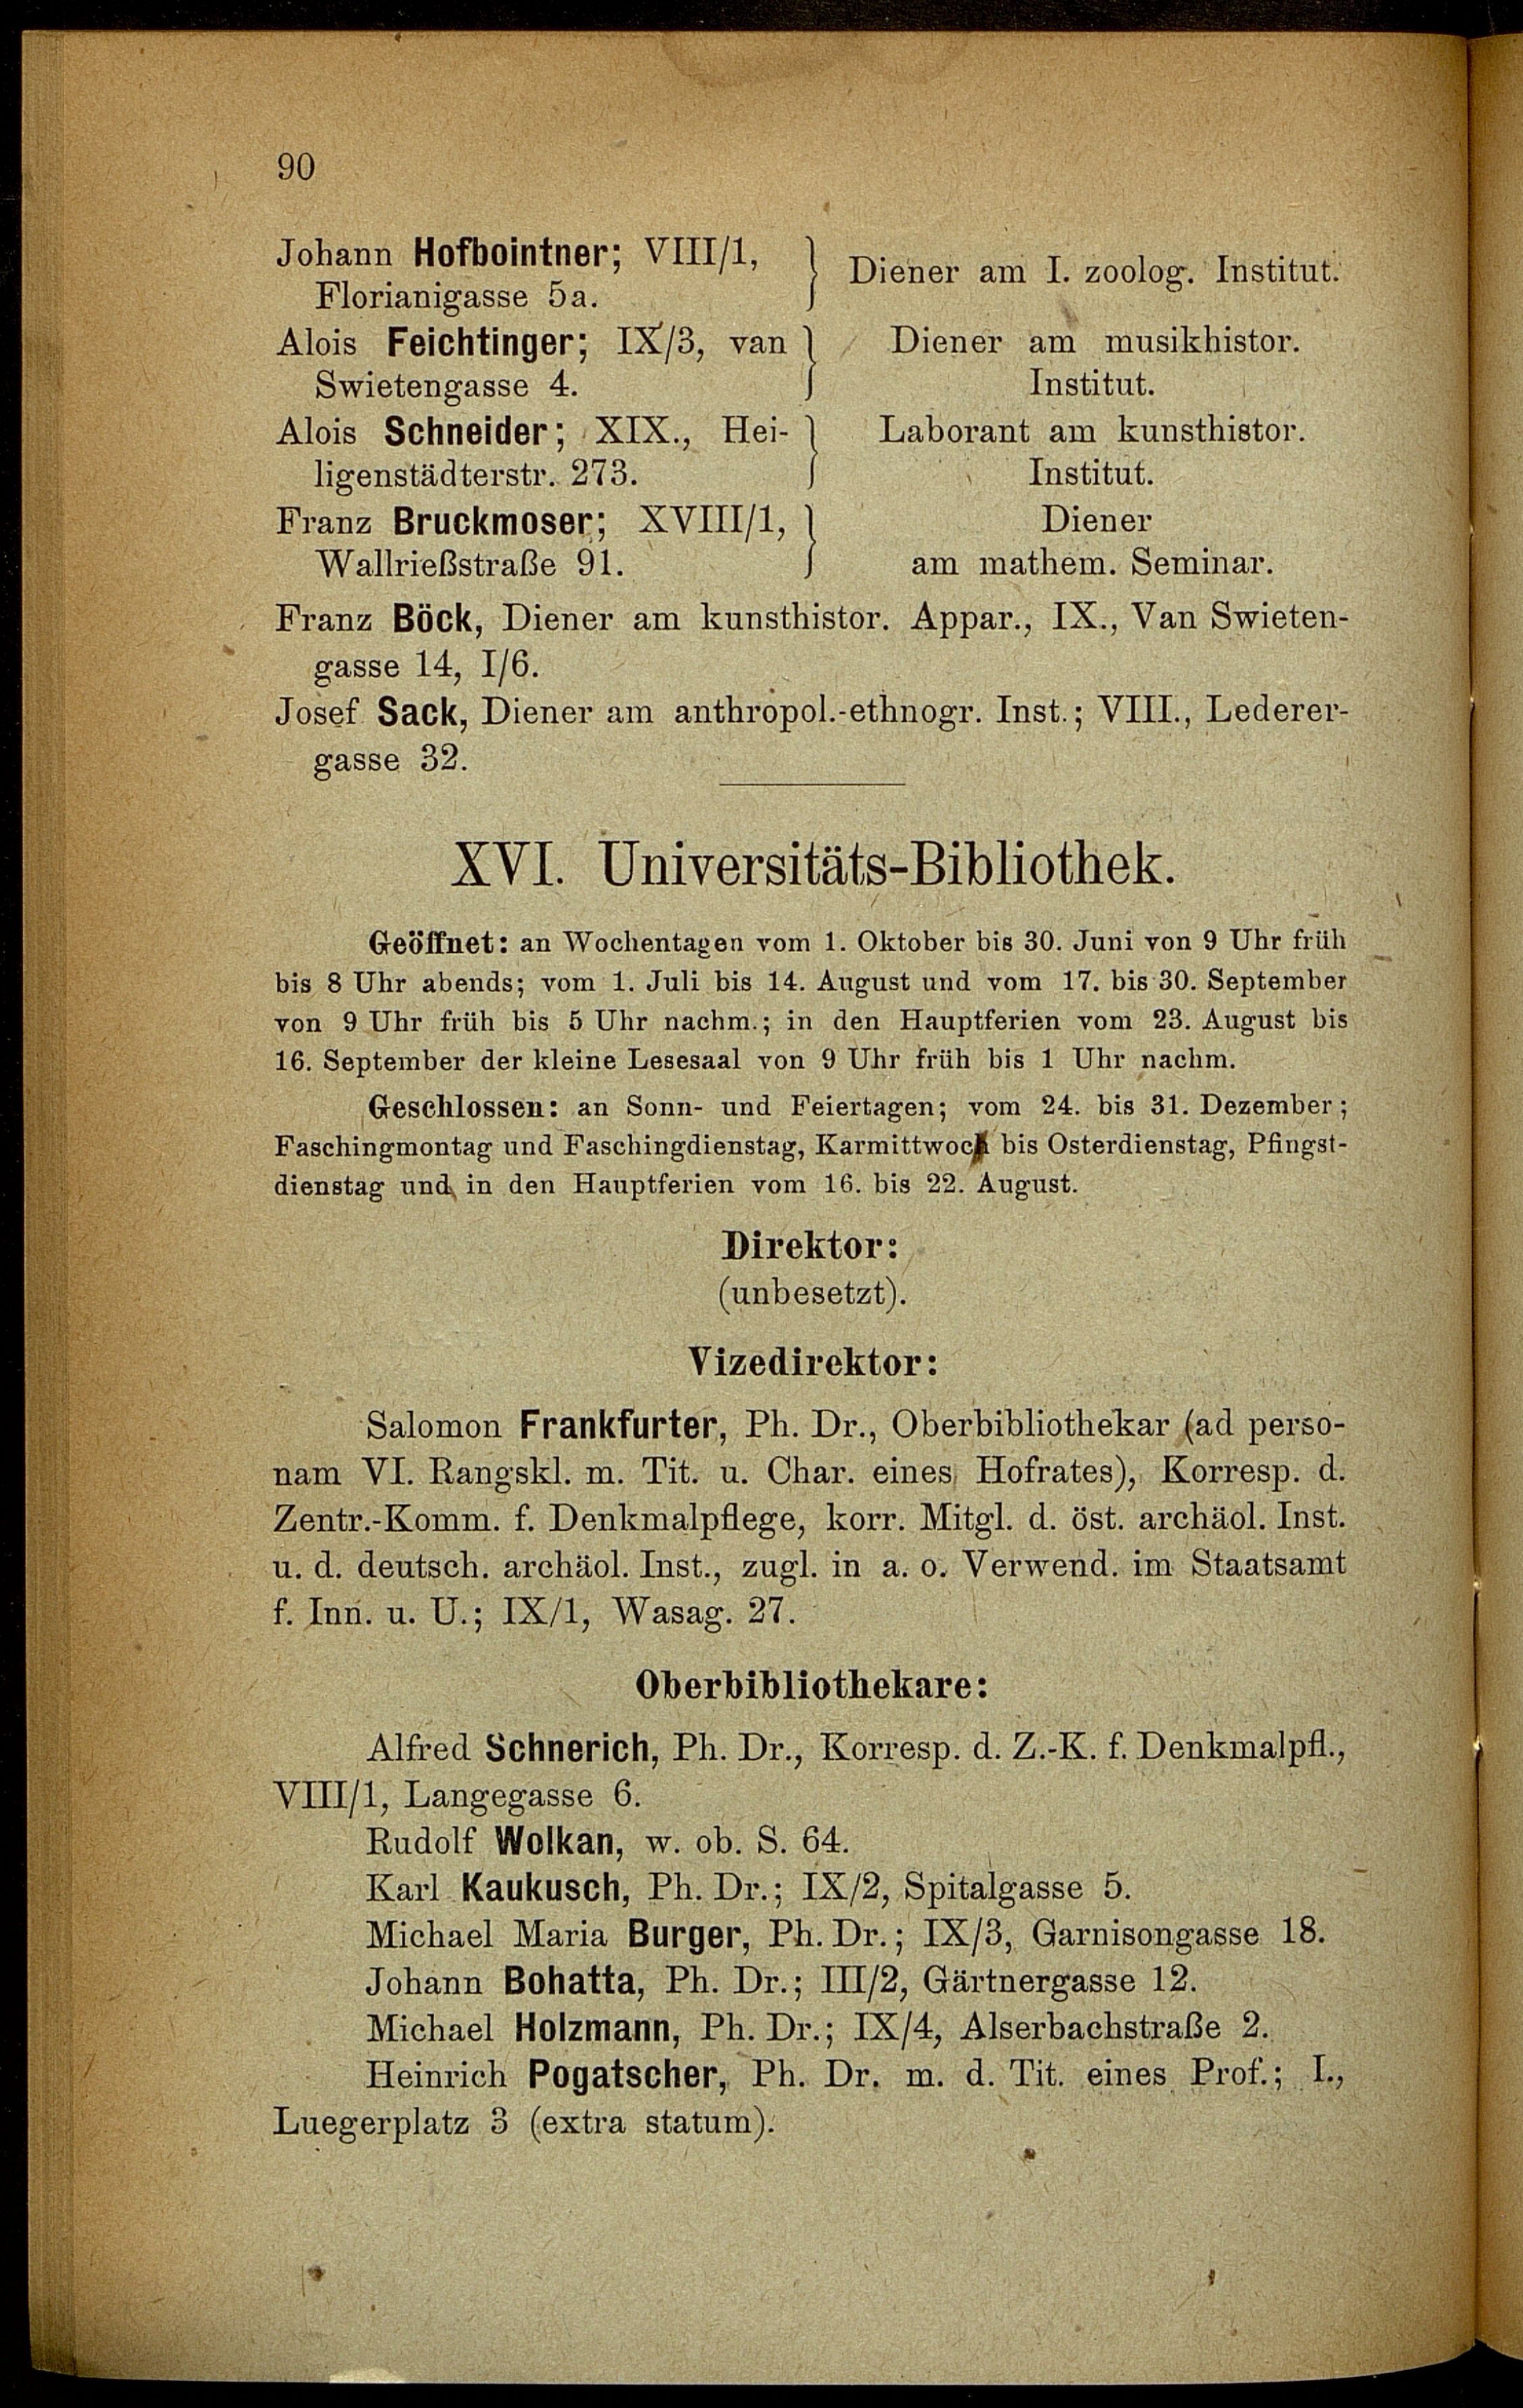 90
Johann Hofbointner; VIII/1, } Diener am I. zoolog. Institut.
Florianigasse 5a.
Alois Feichtinger; IX/3, van } Diener am musikhistor.
Swietengasse 4. Institut.
Alois Schneider; XIX., Hei- } Laborant am kunsthistor.
ligenstädterstr. 273. Institut.
Franz Bruckmoser; XVIII/1, } Diener
Wallrießstraße 91. am mathem. Seminar.
Franz Böck, Diener am kunsthistor. Appar., IX., Van Swieten-
gasse 14, I/6.
Josef Sack, Diener am anthropol.-ethnogr. Inst.; VIII., Lederer-
gasse 32.
XVI. Universitäts-Bibliothek.
Geöffnet: an Wochentagen vom 1. Oktober bis 30. Juni von 9 Uhr früh
bis 8 Uhr abends; vom 1. Juli bis 14. August und vom 17. bis 30. September
von 9 Uhr früh bis 5 Uhr nachm.; in den Hauptferien vom 23. August bis
16. September der kleine Lesesaal von 9 Uhr früh bis 1 Uhr nachm.
Geschlossen: an Sonn- und Feiertagen; vom 24. bis 31. Dezember;
Faschingmontag und Faschingdienstag, Karmittwoch bis Osterdienstag, Pfingst-
dienstag und in den Hauptferien vom 16. bis 22. August.
Direktor:
(unbesetzt).
Vizedirektor:
Salomon Frankfurter, Ph. Dr., Oberbibliothekar (ad perso-
nam VI. Rangskl. m. Tit. u. Char. eines Hofrates), Korresp. d.
Zentr.-Komm. f. Denkmalpflege, korr. Mitgl. d. öst. archäol. Inst.
u. d. deutsch. archäol. Inst., zugl. in a. o. Verwend. im Staatsamt
f. Inn. u. U.; IX/1, Wasag. 27.
Oberbibliothekare:
Alfred Schnerich, Ph. Dr., Korresp. d. Z.-K. f. Denkmalpfl.,
VIII/1, Langegasse 6.
Rudolf Wolkan, w. ob. S. 64.
Karl Kaukusch, Ph. Dr.; IX/2, Spitalgasse 5.
Michael Maria Burger, Ph. Dr.; IX/3, Garnisongasse 18.
Johann Bohatta, Ph. Dr.; III/2, Gärtnergasse 12.
Michael Holzmann, Ph. Dr.; IX/4, Alserbachstraße 2.
Heinrich Pogatscher, Ph. Dr. m. d. Tit. eines Prof.; I.,
Luegerplatz 3 (extra statum).